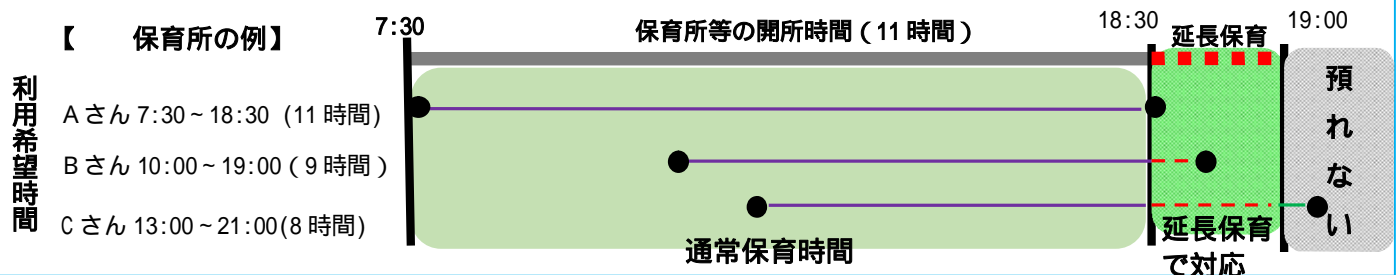 【　保育所の例】
7:30
保育所等の開所時間（11時間）
18:30
延長保育
19:00
利用希望時間
Aさん 7:30～18:30 (11時間)
Bさん 10:00～19:00（9時間）
Cさん 13:00～21:00(8時間)
通常保育時間
延長保育
で対応
預れない